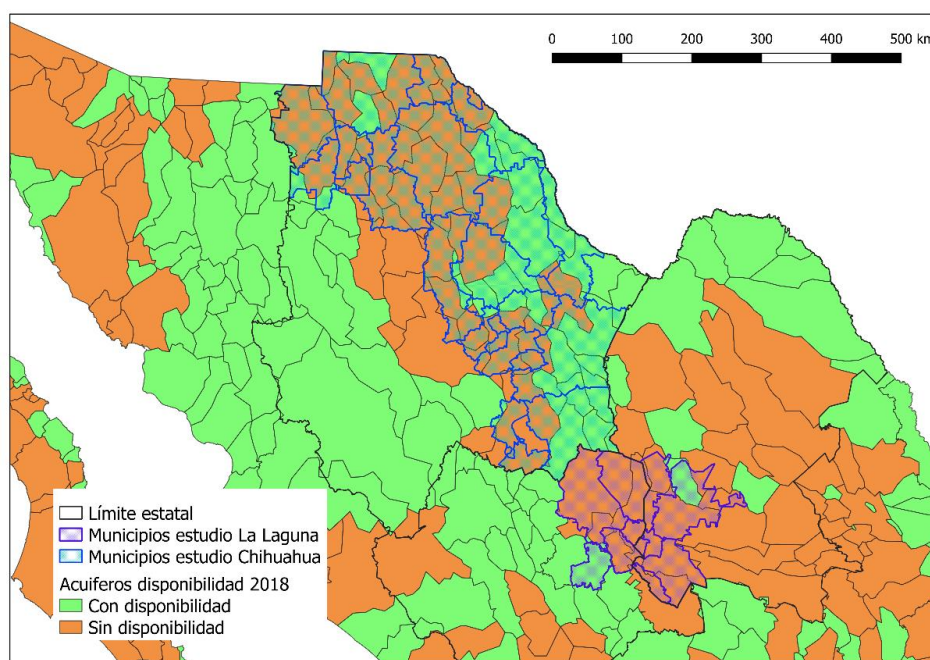 0 100 200 300 400 500 km
Límite estatal
Municipios estudio La Laguna
Municipios estudio Chihuahua
Acuiferos disponibilidad 2018
Con disponibilidad
Sin disponibilidad